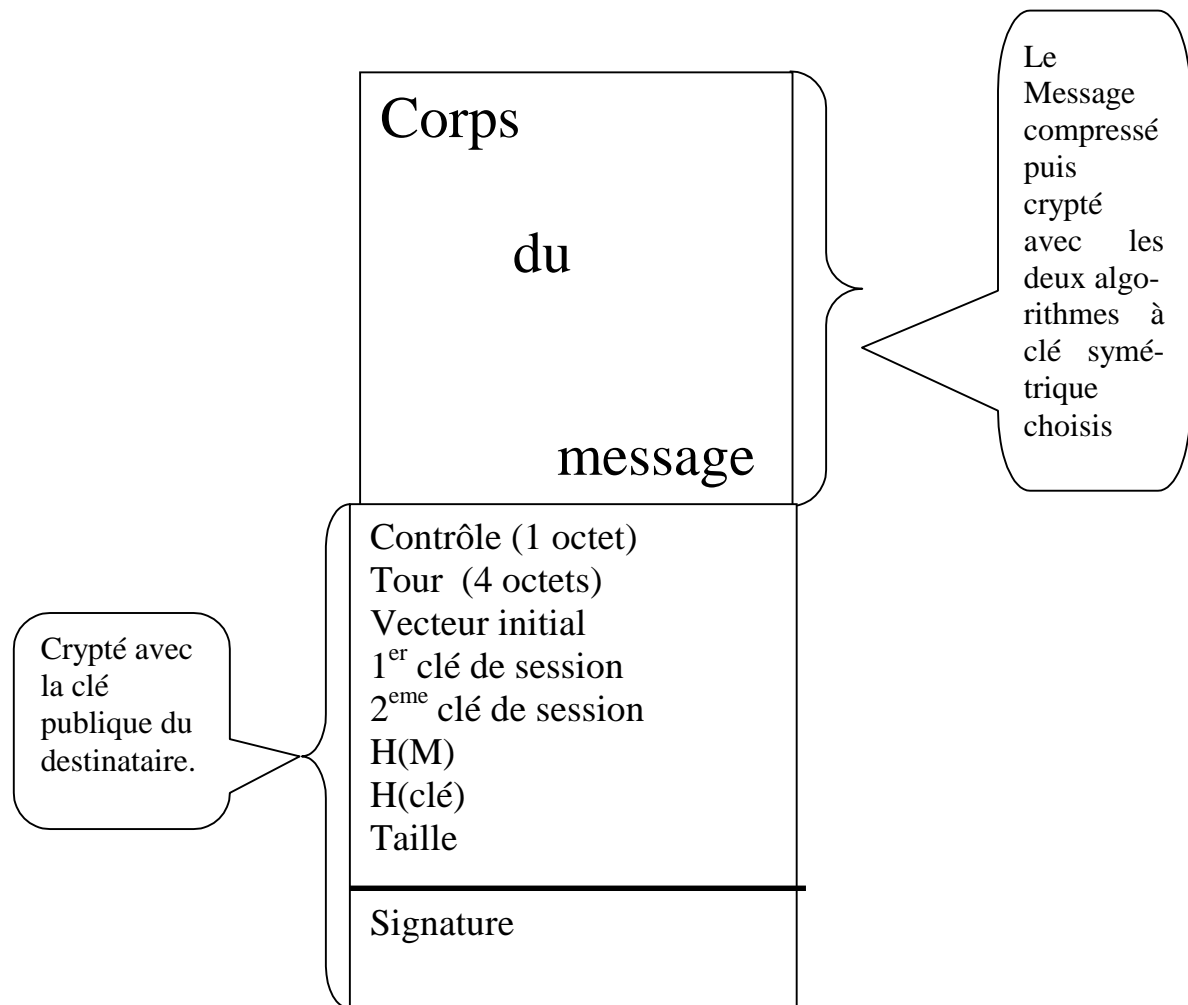 Corps
du
message
Le
Message
compressé
puis
crypté
avec les
deux algo-
rithmes à
clé symé-
trique
choisis
Contrôle (1 octet)
Tour (4 octets)
Vecteur initial
1er clé de session
2eme clé de session
H(M)
H(clé)
Taille
Crypté avec
la clé
publique du
destinataire.
Signature